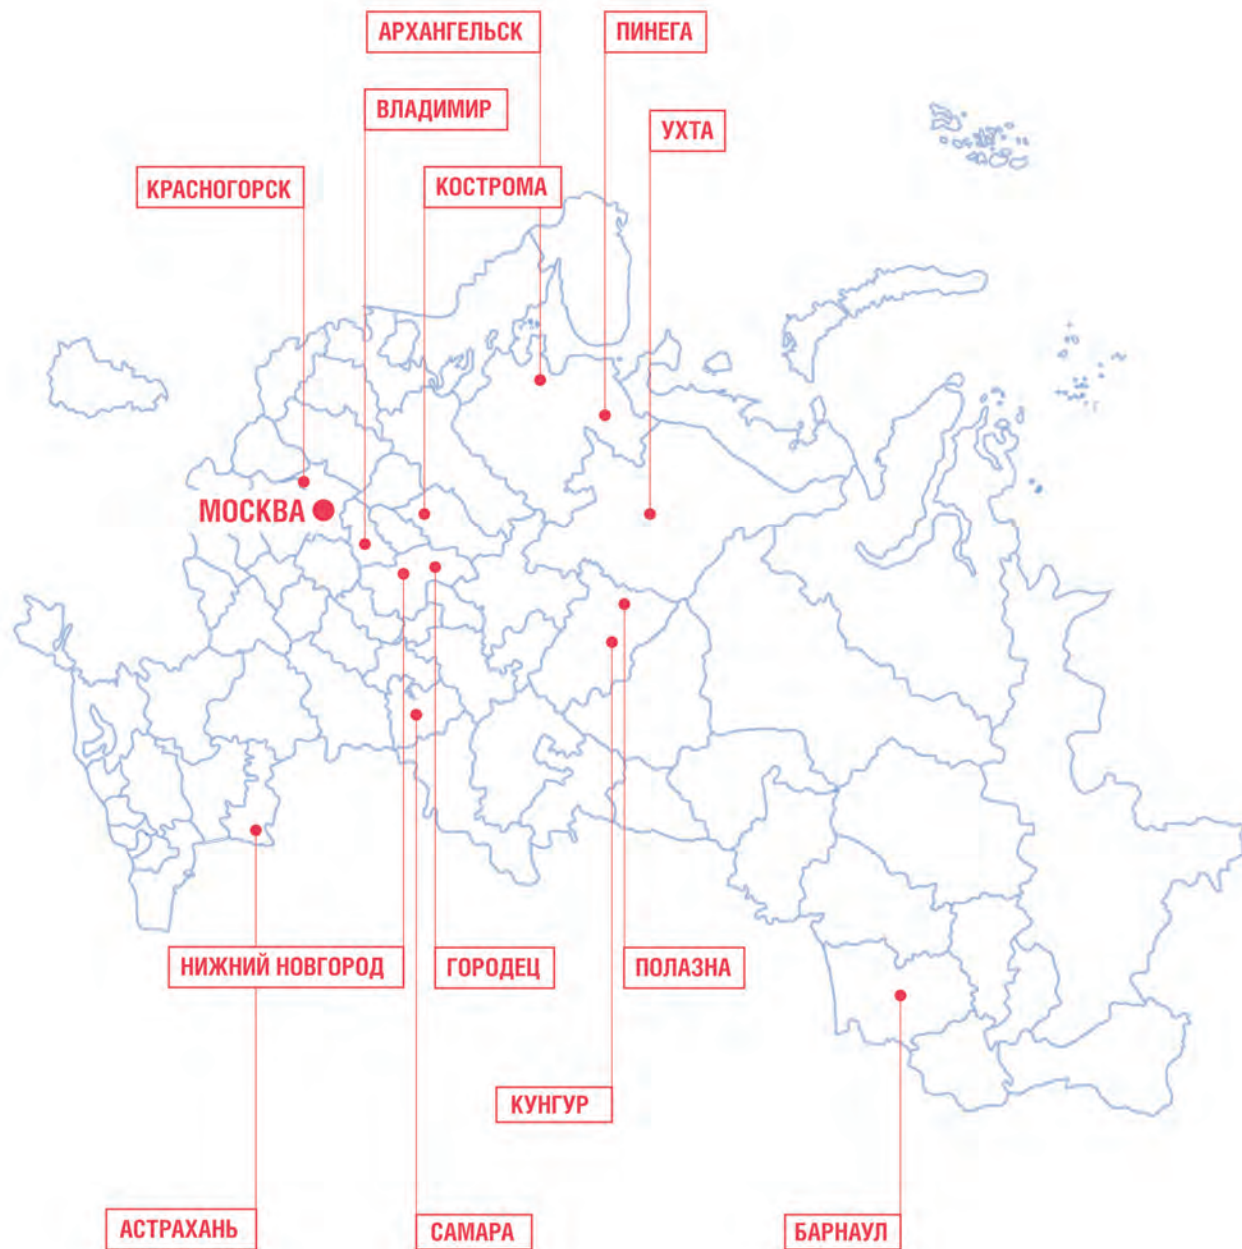 АРХАНГЕЛЬСК
ПИНЕГА
ВЛАДИМИР
УХТА
КРАСНОГОРСК
КОСТРОМА
МОСКВА
НИЖНИЙ НОВГОРОД
ГОРОДЕЦ
ПОЛАЗНА
КУНГУР
АСТРАХАНЬ
САМАРА
БАРНАУЛ